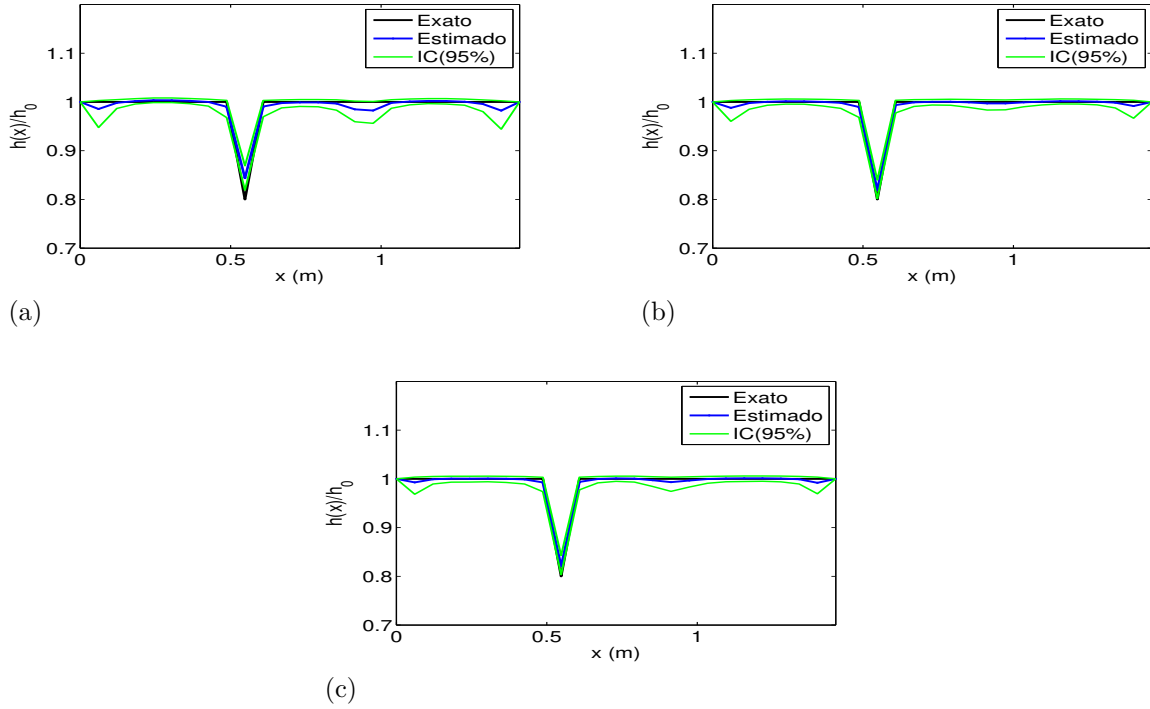 Exato
Estimado
IC(95%)
1.1
1
0.9
0.8
0.7
h(x)/h0
0
0.5
1
x (m)
(a)
Exato
Estimado
IC(95%)
1.1
1
0.9
0.8
0.7
h(x)/h0
0
0.5
1
x (m)
(b)
Exato
Estimado
IC(95%)
1.1
1
0.9
0.8
0.7
h(x)/h0
0
0.5
1
x (m)
(c)